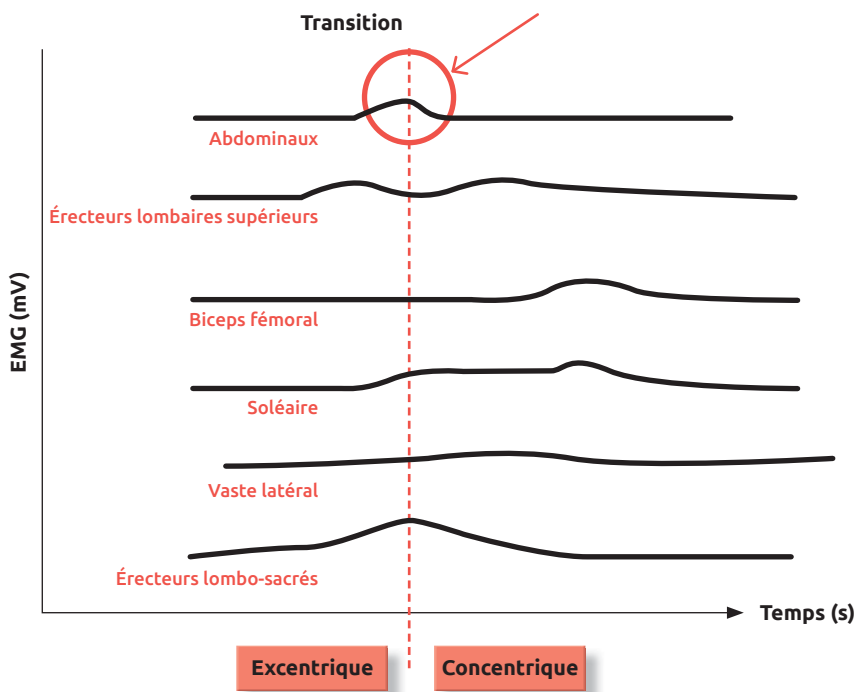 Transition
Abdominaux
Érecteurs lombaires supérieurs
Biceps fémoral
Soléaire
Vaste latéral
Érecteurs lombo-sacrés
EMG (mV)
Temps (s)
Excentrique
Concentrique